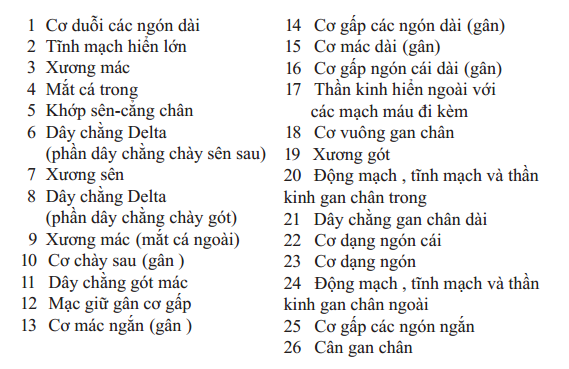 1 Cơ duỗi các ngón dài
2 Tĩnh mạch hiển lớn
3 Xương mác
4 Mắt cá trong
5 Khớp sên-cẳng chân
6 Dây chằng Delta
(phần dây chằng chày sên sau)
7 Xương sên
8 Dây chằng Delta
(phần dây chằng chày gót)
9 Xương mác (mắt cá ngoài)
10 Cơ chày sau (gân )
11 Dây chằng gót mác
12 Mạc giữ gân cơ gấp
13 Cơ mác ngắn (gân )
14 Cơ gấp các ngón dài (gân)
15 Cơ mác dài (gân)
16 Cơ gấp ngón cái dài (gân)
17 Thần kinh hiển ngoài với
các mạch máu đi kèm
18 Cơ vuông gan chân
19 Xương gót
20 Động mạch , tĩnh mạch và thần
kinh gan chân trong
21 Dây chằng gan chân dài
22 Cơ dạng ngón cái
23 Cơ dạng ngón
24 Động mạch , tĩnh mạch và thần
kinh gan chân ngoài
25 Cơ gấp các ngón ngắn
26 Cân gan chân